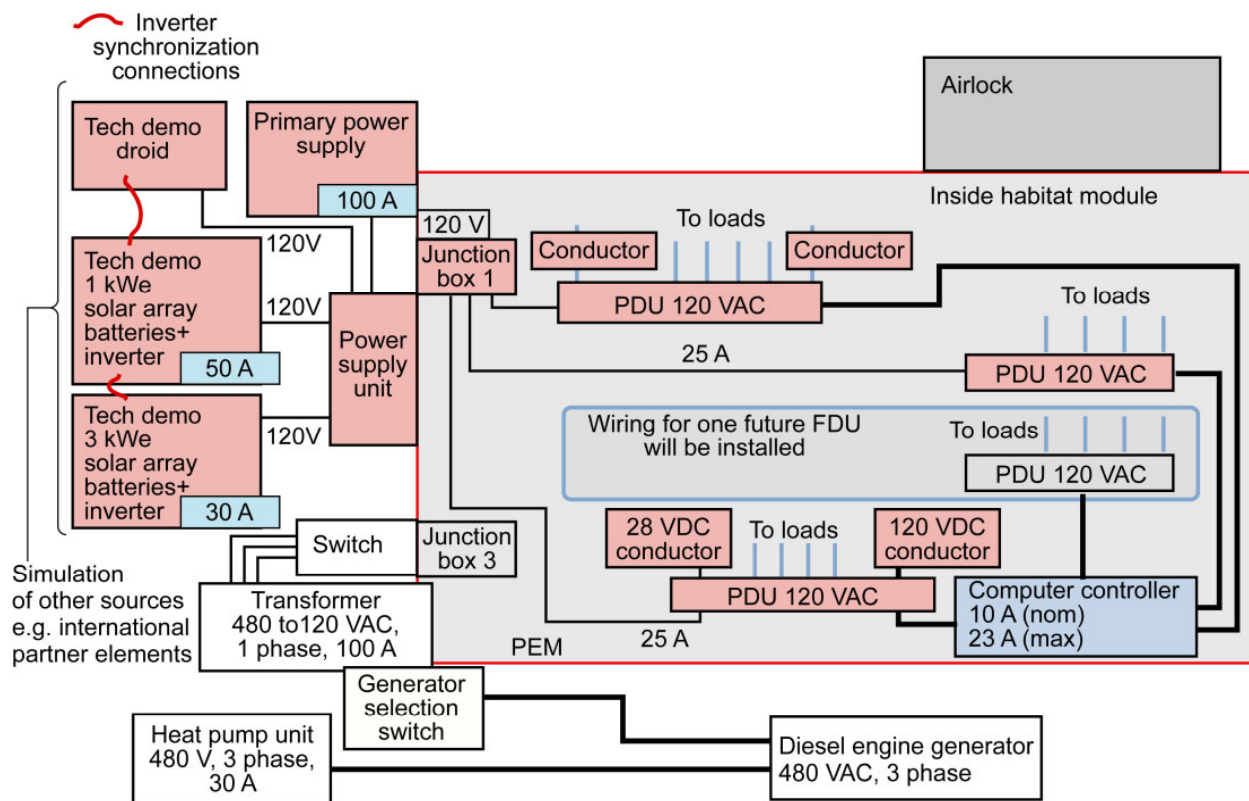 Inverter
synchronization
connections
Tech demo
droid
Primary power
supply
100 A
120V
Tech demo
1 kWe
solar array
batteries+
inverter
50 A
120V
Power
supply
unit
Tech demo
3 kWe
solar array
batteries+
inverter
30 A
120V
Simulation
of other sources
e.g. international
partner elements
Switch
Junction
box 3
Transformer
480 to120 VAC,
1 phase, 100 A
Generator
selection
switch
Heat pump unit
480 V, 3 phase,
30 A
Diesel engine generator
480 VAC, 3 phase
Airlock
Inside habitat module
120 V
Junction
box 1
Conductor
To loads
Conductor
PDU 120 VAC
25 A
To loads
PDU 120 VAC
Wiring for one future FDU
will be installed
To loads
PDU 120 VAC
28 VDC
conductor
To loads
120 VDC
conductor
PDU 120 VAC
25 A
PEM
Computer controller
10 A (nom)
23 A (max)